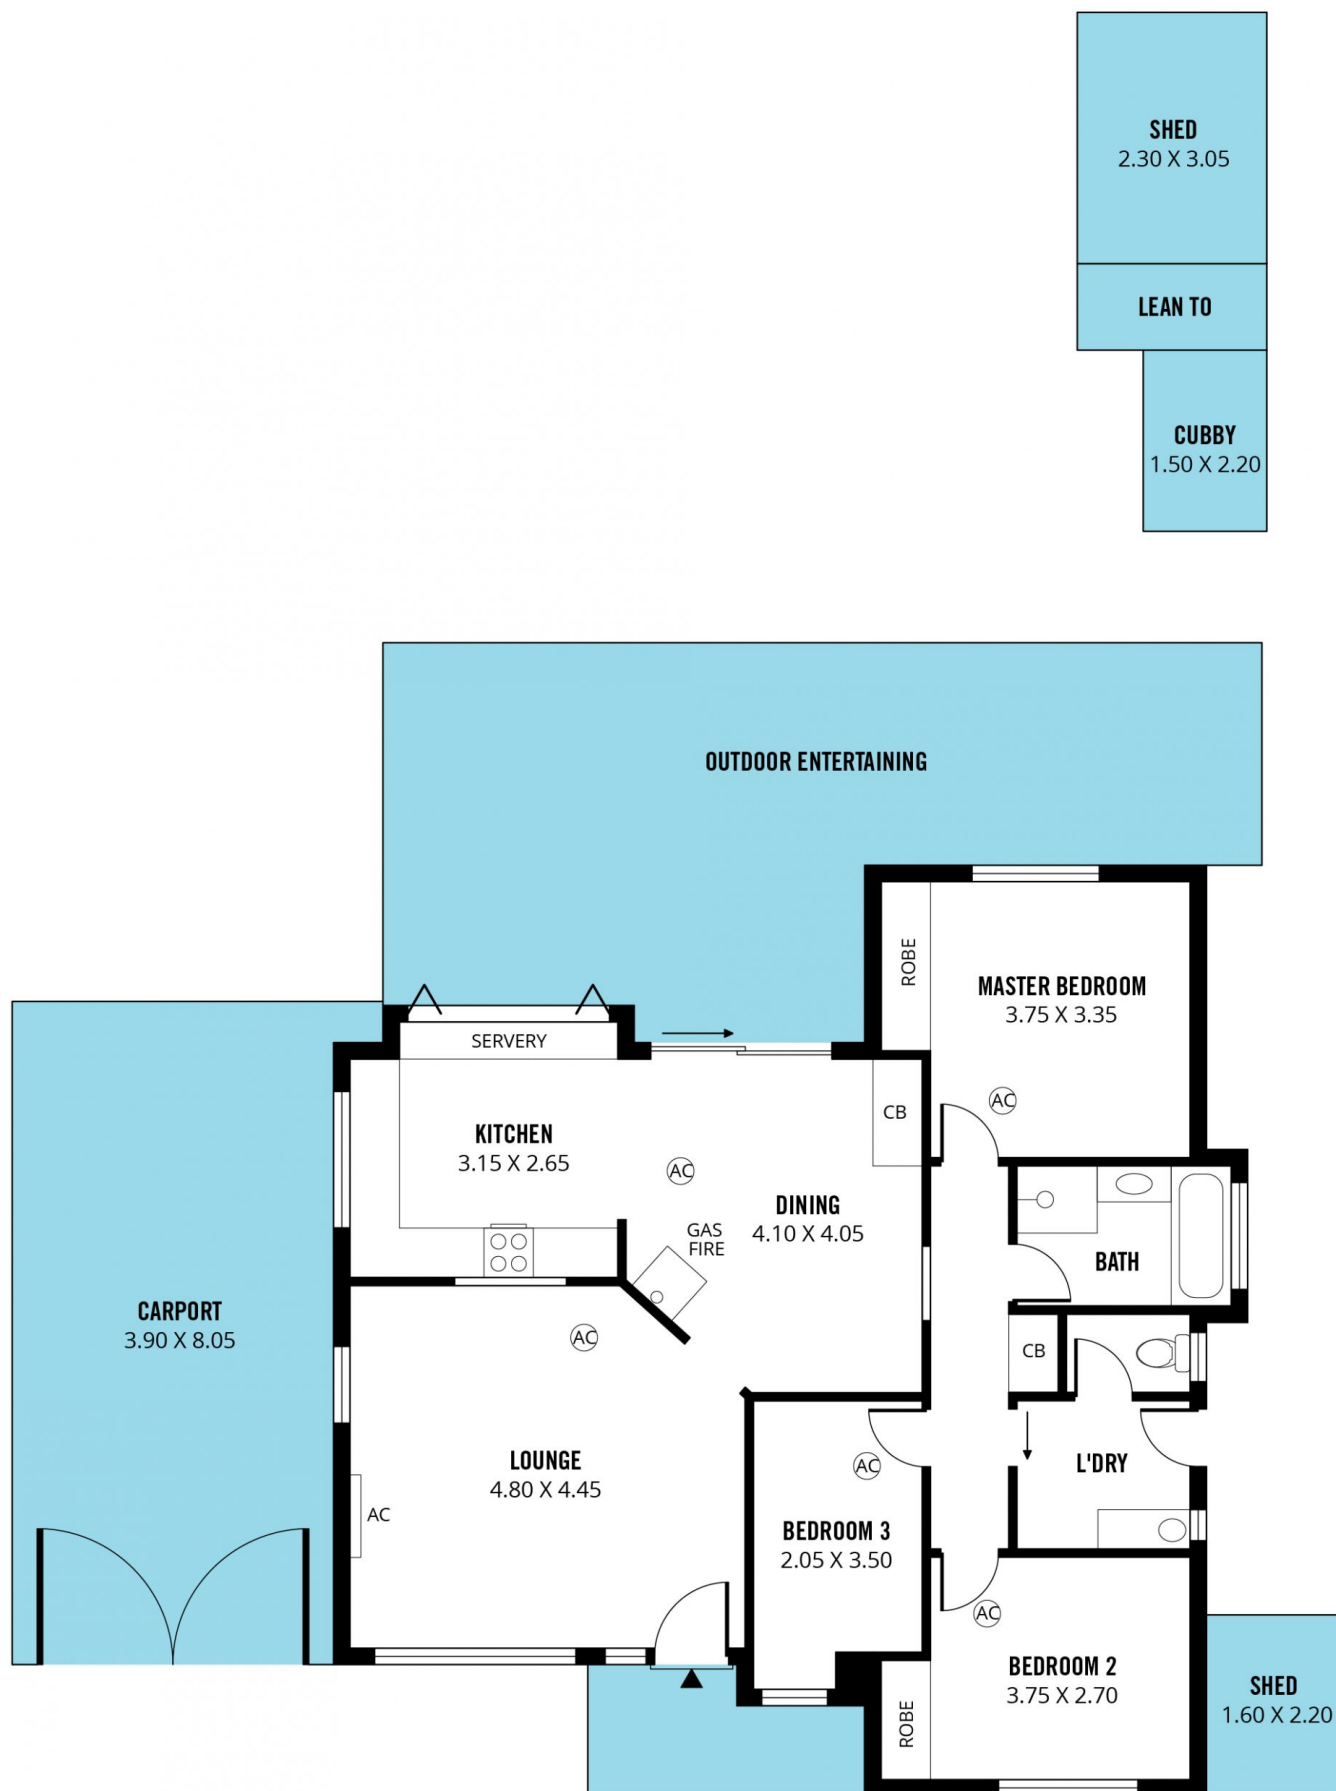 SHED
2.30 X 3.05
LEAN TO
CUBBY
1.50 X 2.20
OUTDOOR ENTERTAINING
ROBE
MASTER BEDROOM
3.75 X 3.35
AC
SERVERY
KITCHEN
3.15 X 2.65
AC
CB
DINING
4.10 X 4.05
GAS
FIRE
BATH
CARPORT
3.90 X 8.05
AC
CB
LOUNGE
4.80 X 4.45
AC
AC
L'DRY
BEDROOM 3
2.05 X 3.50
AC
BEDROOM 2
3.75 X 2.70
ROBE
SHED
1.60 X 2.20